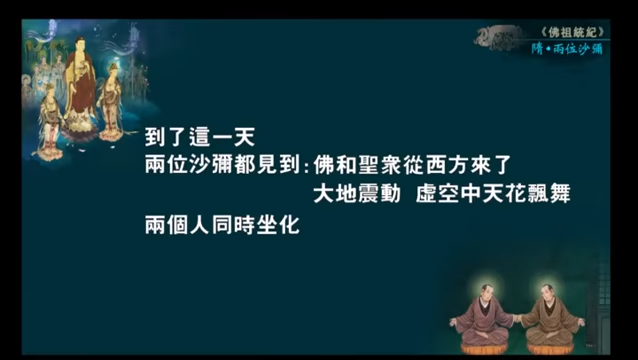 《佛祖統紀》
隋•兩位沙彌
到了這一天
兩位沙彌都見到:佛和聖衆從西方來了
大地震動 虛空中天花飄舞
兩個人同時坐化